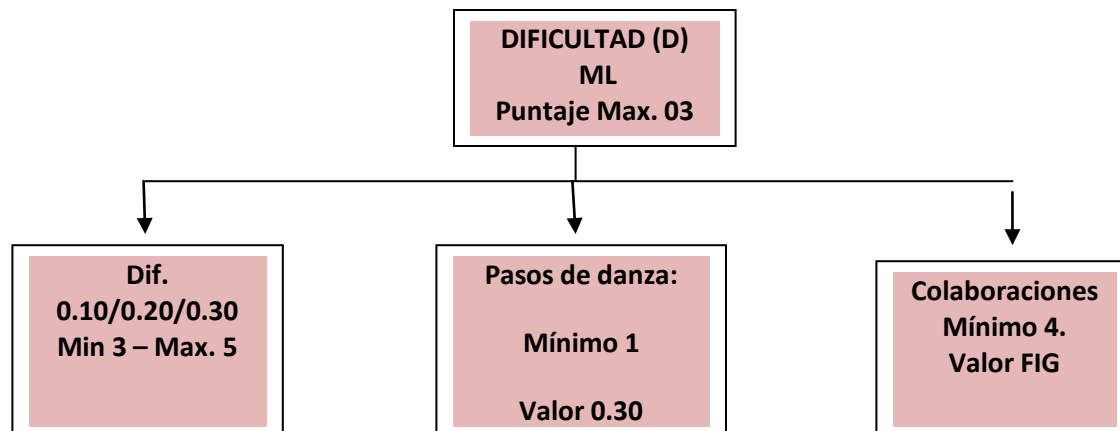 DIFICULTAD (D)
ML
Puntaje Max. 03
Dif.
0.10/0.20/0.30
Min 3 – Max. 5
Pasos de danza:
Mínimo 1
Valor 0.30
Colaboraciones
Mínimo 4.
Valor FIG